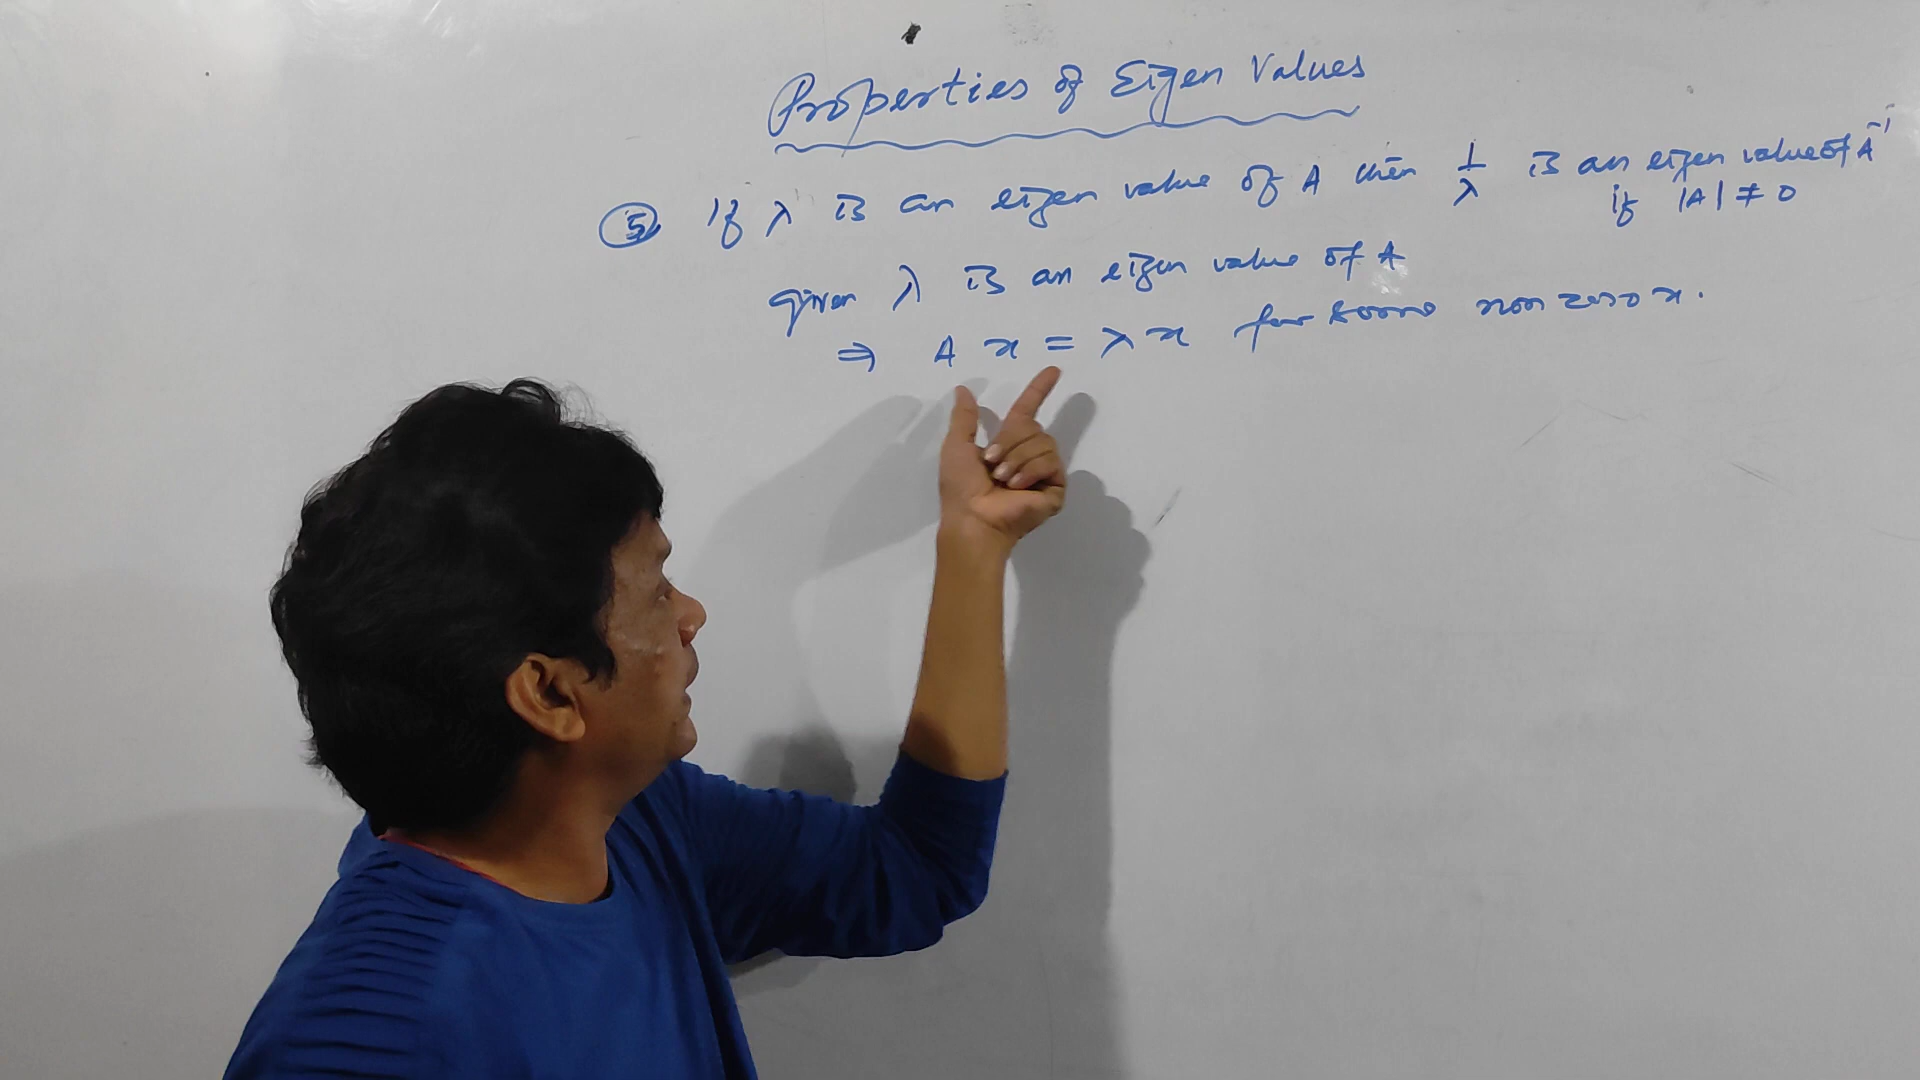 Properties of Eigen Values
⑤ If λ is an eigen value of A then 1/λ is an eigen value of A⁻¹
if |A| ≠ 0
given λ is an eigen value of A
⇒ A x = λ x for some non zero x.